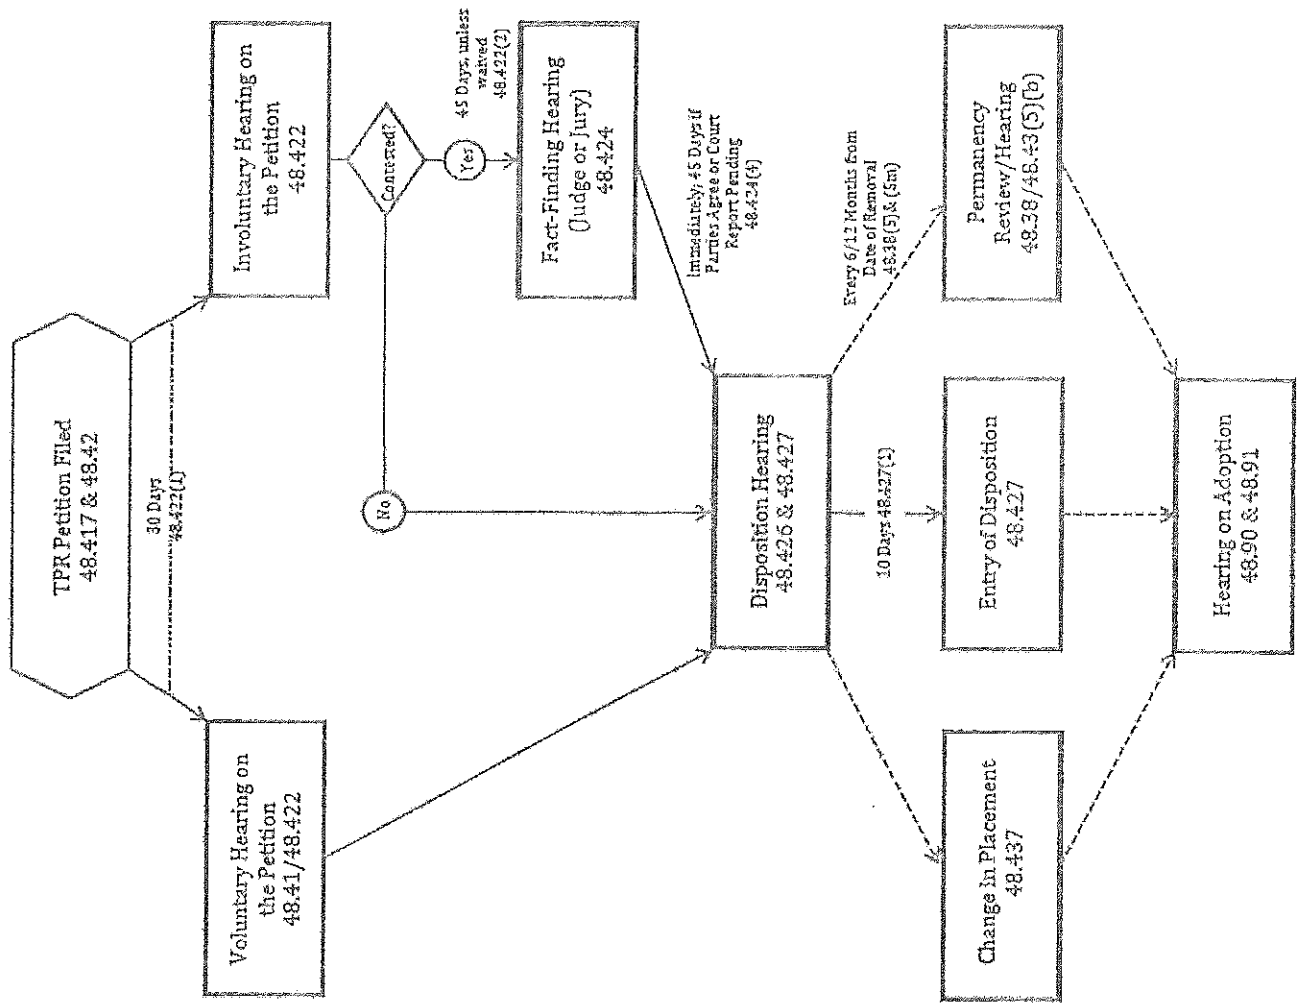 TPR Petition Filed
48.417 & 48.42
30 Days
48.422(1)
Voluntary Hearing on
the Petition
48.41/48.422
Involuntary Hearing on
the Petition
48.422
Contested?
No
Yes
45 Days, unless
waived
48.422(2)
Fact-Finding Hearing
(Judge or Jury)
48.424
Immediately; 45 Days if
Parties Agree or Court
Report Pending
48.424(4)
Disposition Hearing
48.426 & 48.427
10 Days 48.427(1)
Every 6/12 Months from
Date of Removal
48.38(5) & (5m)
Change In Placement
48.437
Entry of Disposition
48.427
Permanency
Review/Hearing
48.38/48.43(5)(b)
Hearing on Adoption
48.90 & 48.91